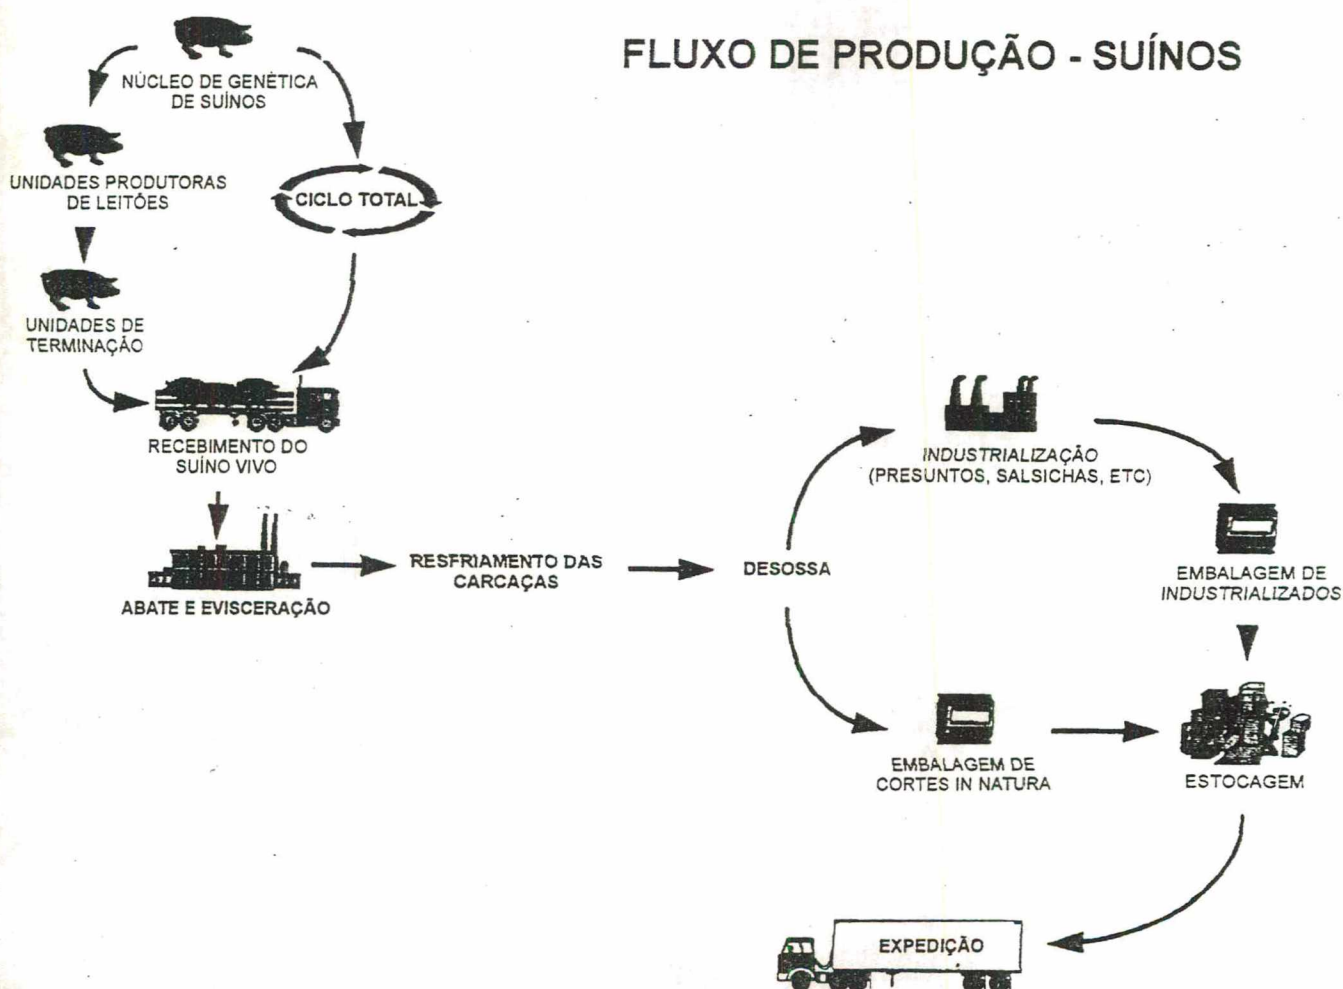 FLUXO DE PRODUÇÃO - SUÍNOS
NÚCLEO DE GENÉTICA
DE SUÍNOS
UNIDADES PRODUTORAS
DE LEITÕES
CICLO TOTAL
UNIDADES DE
TERMINAÇÃO
RECEBIMENTO DO
SUÍNO VIVO
ABATE E EVISCERAÇÃO
RESFRIAMENTO DAS
CARCAÇAS
DESOSSA
INDUSTRIALIZAÇÃO
(PRESUNTOS, SALSICHAS, ETC)
EMBALAGEM DE
INDUSTRIALIZADOS
EMBALAGEM DE
CORTES IN NATURA
ESTOCAGEM
EXPEDIÇÃO